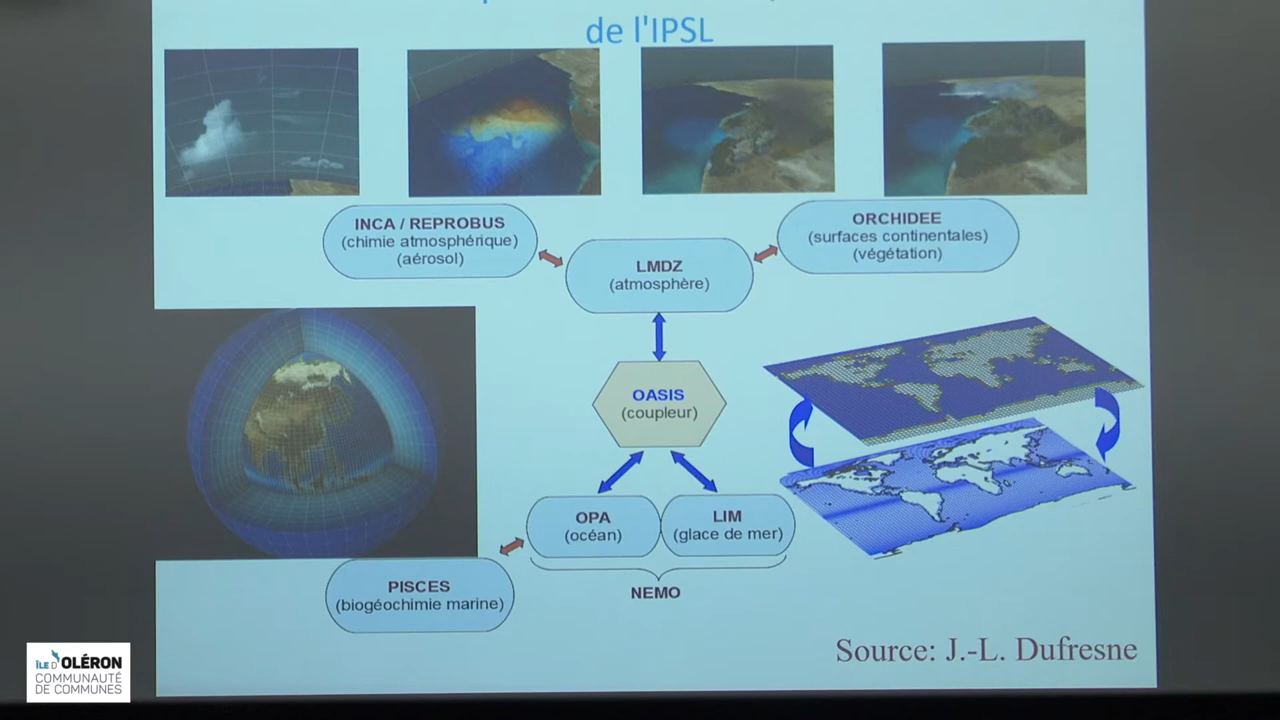 de l'IPSL
INCA / REPROBUS
(chimie atmosphérique)
(aérosol)
ORCHIDEE
(surfaces continentales)
(végétation)
LMDZ
(atmosphère)
OASIS
(coupleur)
OPA
(océan)
LIM
(glace de mer)
NEMO
PISCES
(biogéochimie marine)
Source: J.-L. Dufresne
ÎLE D'OLÉRON
COMMUNAUTÉ
DE COMMUNES